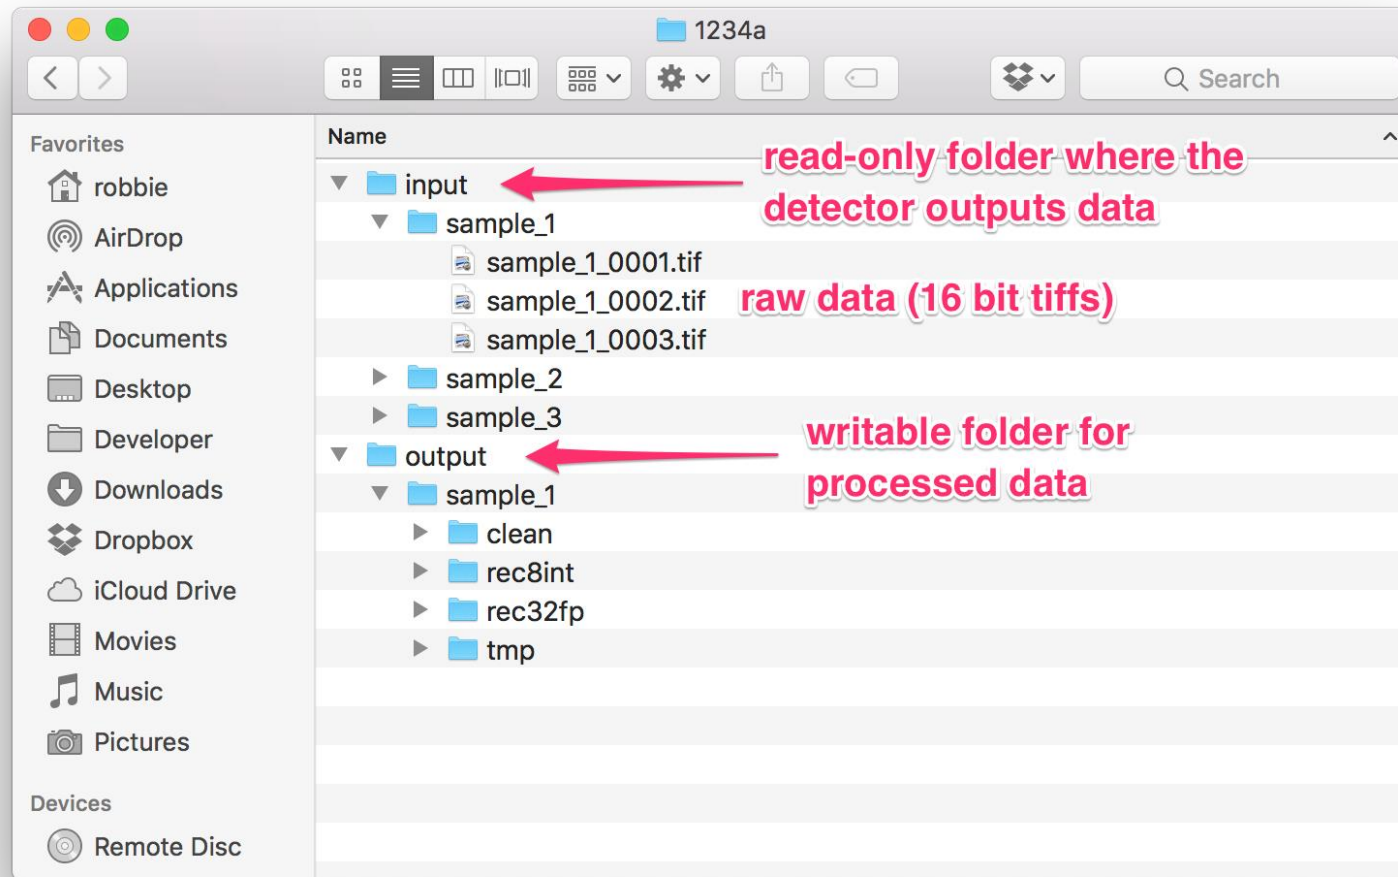 1234a
Search
Favorites
robbie
AirDrop
Applications
Documents
Desktop
Developer
Downloads
Dropbox
iCloud Drive
Movies
Music
Pictures
Devices
Remote Disc
Name
input
sample_1
sample_1_0001.tif
sample_1_0002.tif
sample_1_0003.tif
sample_2
sample_3
output
sample_1
clean
rec8int
rec32fp
tmp
read-only folder where the
detector outputs data
raw data (16 bit tiffs)
writable folder for
processed data